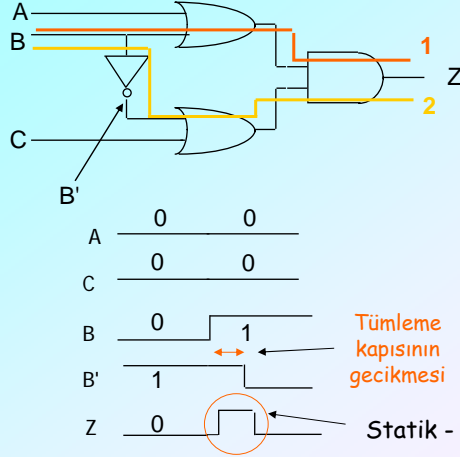 A
B
1
Z
2
C
B'
A 0 0
C 0 0
B 0 1
Tümleme
kapısının
gecikmesi
B' 1
Z 0
Statik -